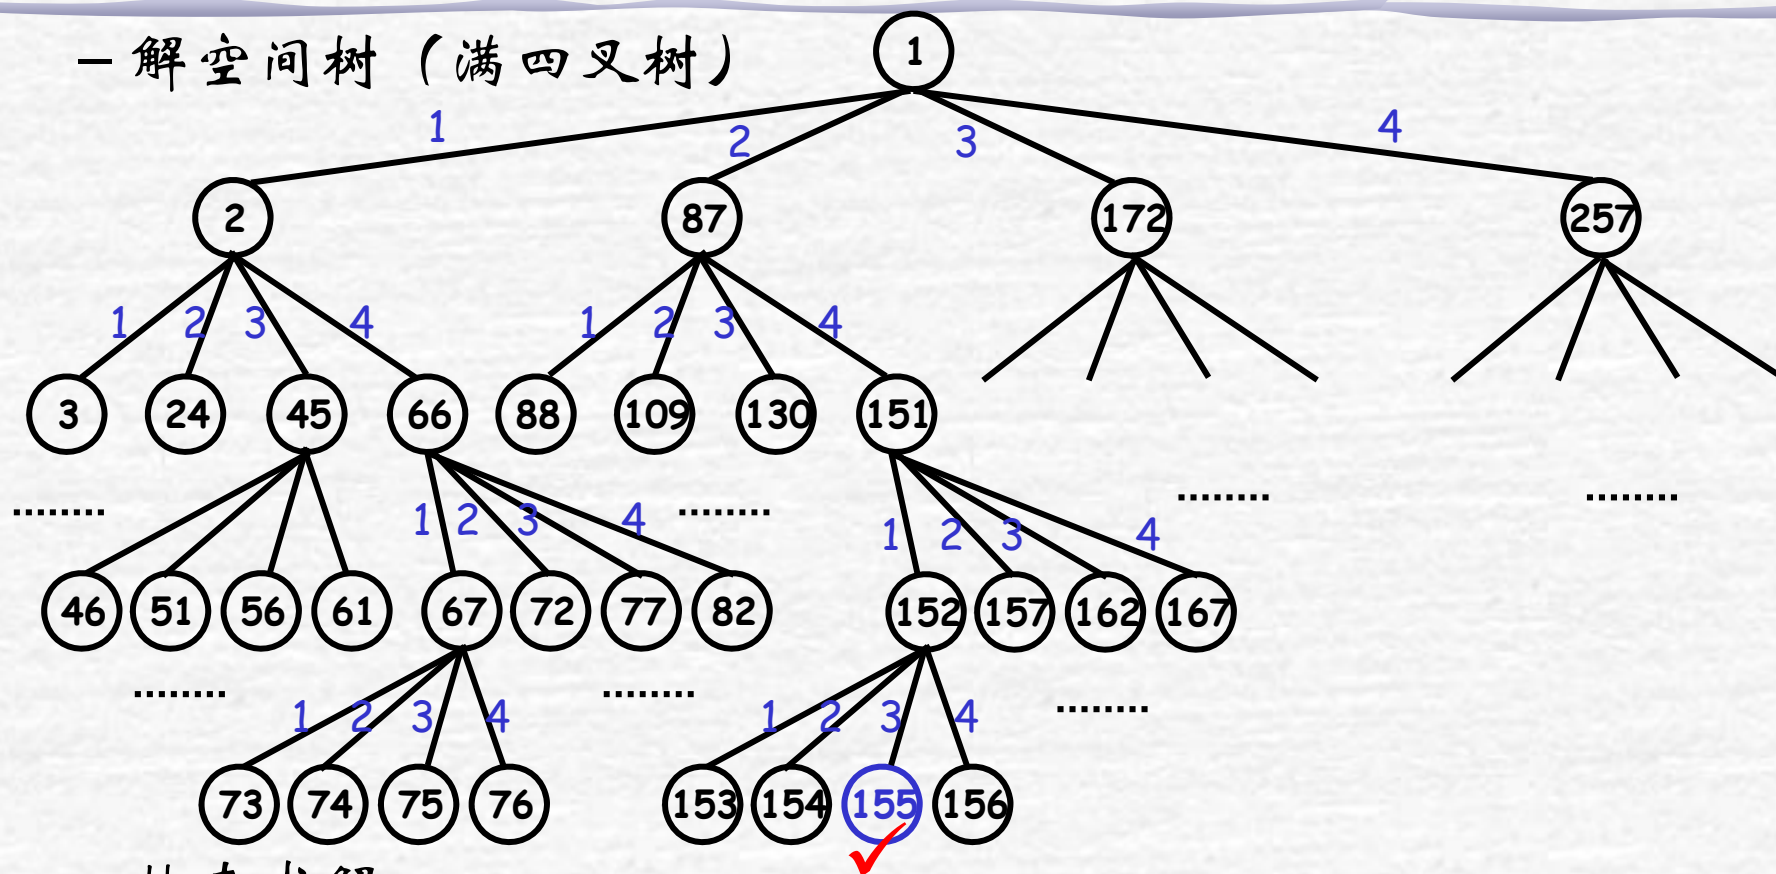 – 解空间树（满四叉树）
1
1 2 3 4
2 87 172 257
1 2 3 4 1 2 3 4
3 24 45 66 88 109 130 151
........ 1 2 3 4 ........ 1 2 3 4 ........ ........
46 51 56 61 67 72 77 82 152 157 162 167
........ 1 2 3 4 ........ 1 2 3 4 ........
73 74 75 76 153 154 155 156